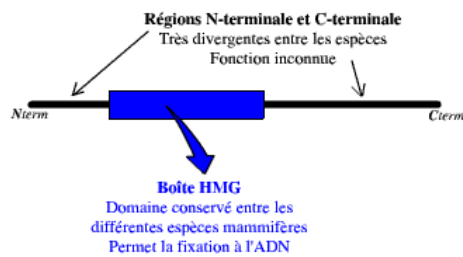 Régions N-terminale et C-terminale
Très divergentes entre les espèces
Fonction inconnue
Nterm
Cterm
Boîte HMG
Domaine conservé entre les
différentes espèces mammifères
Permet la fixation à l'ADN